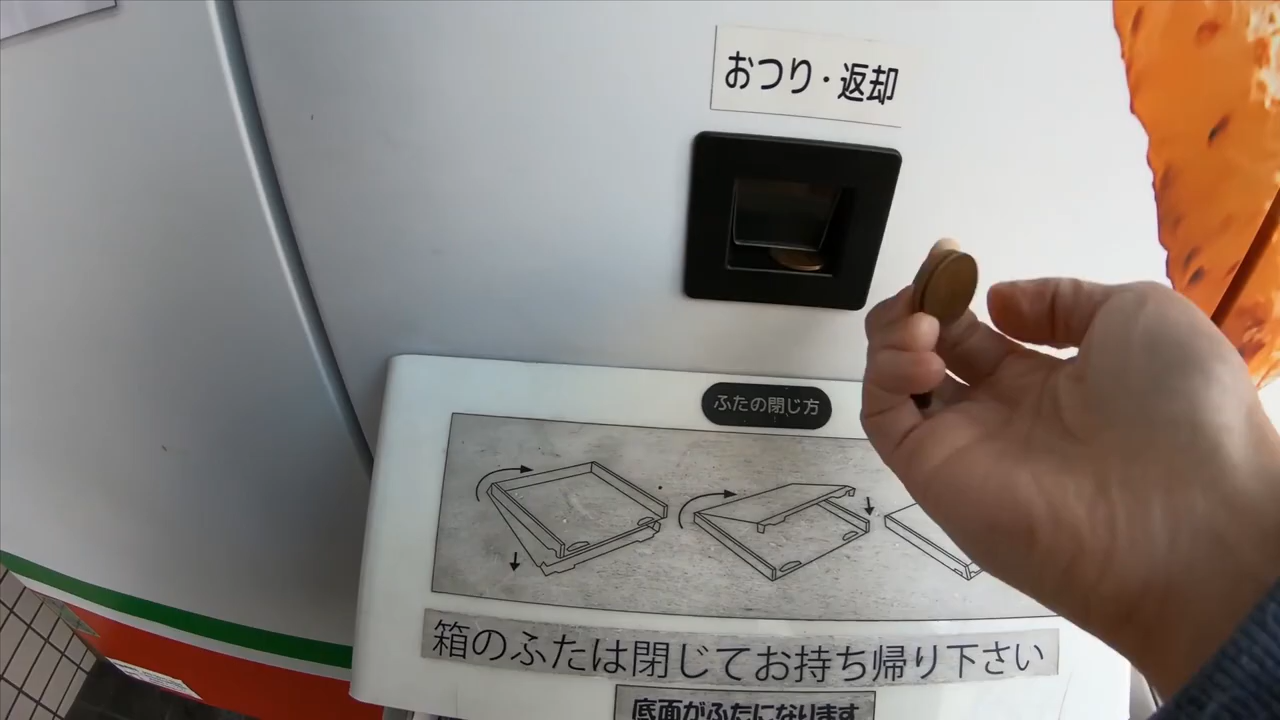 おつり・返却
ふたの閉じ方
箱のふたは閉じてお持ち帰り下さい
底面がふたになります